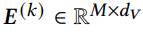 E^{(k)} ∈ ℝ^{M×d_V}